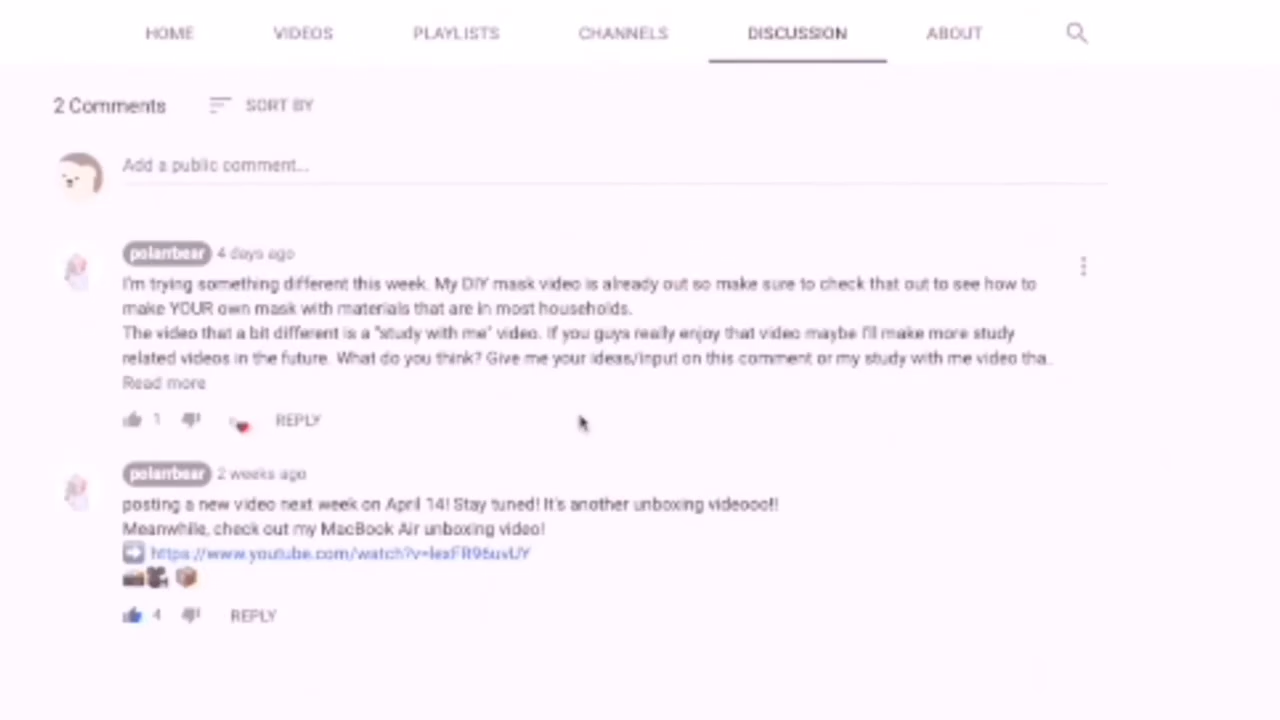 HOME VIDEOS PLAYLISTS CHANNELS DISCUSSION ABOUT
2 Comments SORT BY
Add a public comment...
polarrbear 4 days ago
I'm trying something different this week. My DIY mask video is already out so make sure to check that out to see how to
make YOUR own mask with materials that are in most households.
The video that a bit different is a "study with me" video. If you guys really enjoy that video maybe I'll make more study
related videos in the future. What do you think? Give me your ideas/input on this comment or my study with me video tha..
Read more
1 REPLY
polarrbear 2 weeks ago
posting a new video next week on April 14! Stay tuned! It's another unboxing videooo!!
Meanwhile, check out my MacBook Air unboxing video!
4 REPLY